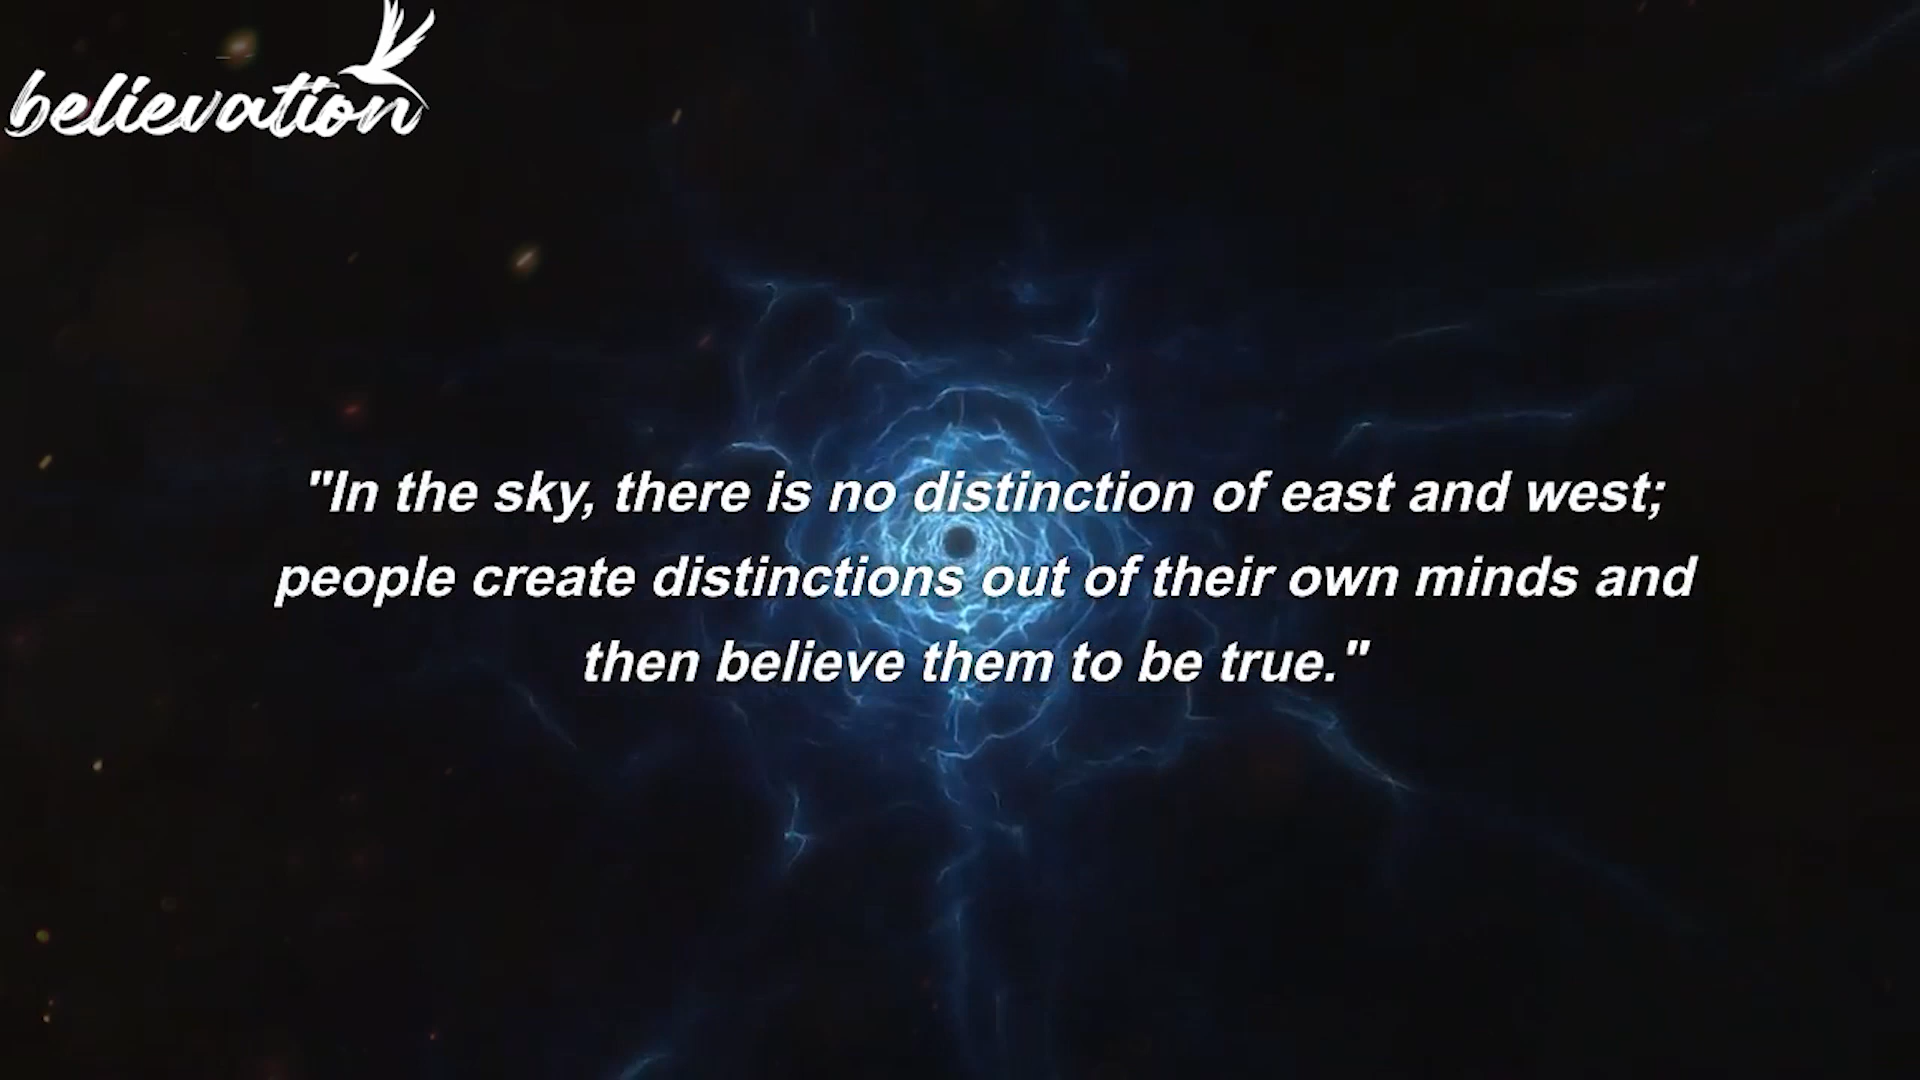 believation
"In the sky, there is no distinction of east and west;
people create distinctions out of their own minds and
then believe them to be true."